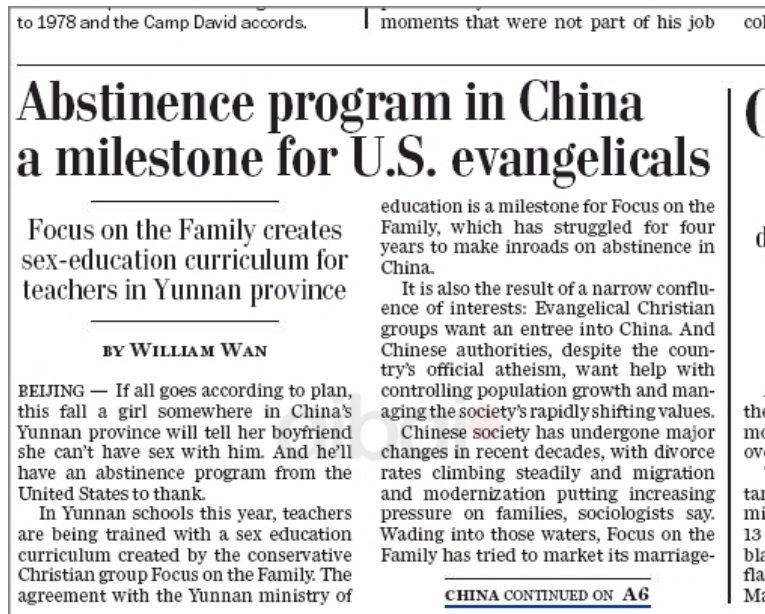 to 1978 and the Camp David accords.
moments that were not part of his job
Abstinence program in China
a milestone for U.S. evangelicals
Focus on the Family creates
sex-education curriculum for
teachers in Yunnan province
BY WILLIAM WAN
BEIJING — If all goes according to plan,
this fall a girl somewhere in China's
Yunnan province will tell her boyfriend
she can't have sex with him. And he'll
have an abstinence program from the
United States to thank.
In Yunnan schools this year, teachers
are being trained with a sex education
curriculum created by the conservative
Christian group Focus on the Family. The
agreement with the Yunnan ministry of
education is a milestone for Focus on the
Family, which has struggled for four
years to make inroads on abstinence in
China.
It is also the result of a narrow conflu-
ence of interests: Evangelical Christian
groups want an entree into China. And
Chinese authorities, despite the coun-
try's official atheism, want help with
controlling population growth and man-
aging the society's rapidly shifting values.
Chinese society has undergone major
changes in recent decades, with divorce
rates climbing steadily and migration
and modernization putting increasing
pressure on families, sociologists say.
Wading into those waters, Focus on the
Family has tried to market its marriage-
CHINA CONTINUED ON A6